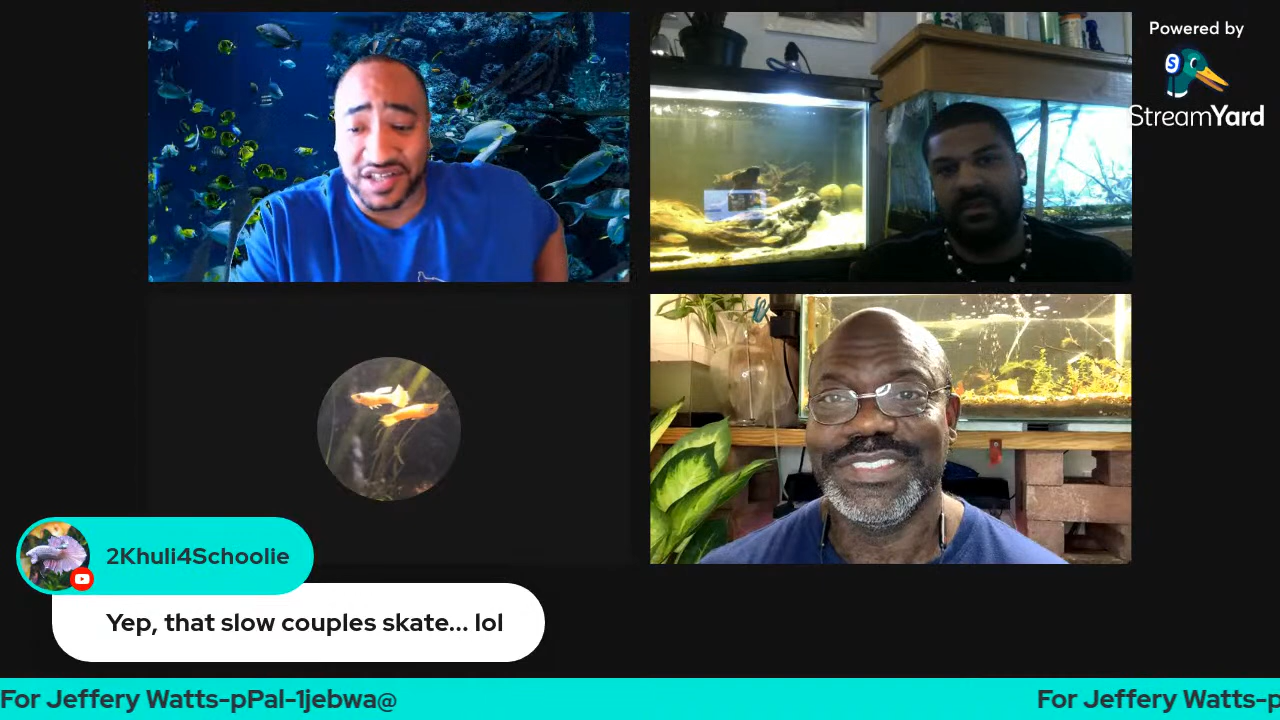 Powered by
S
StreamYard
2Khuli4Schoolie
Yep, that slow couples skate... lol
For Jeffery Watts-pPal-1jebwa@
For Jeffery Watts-p